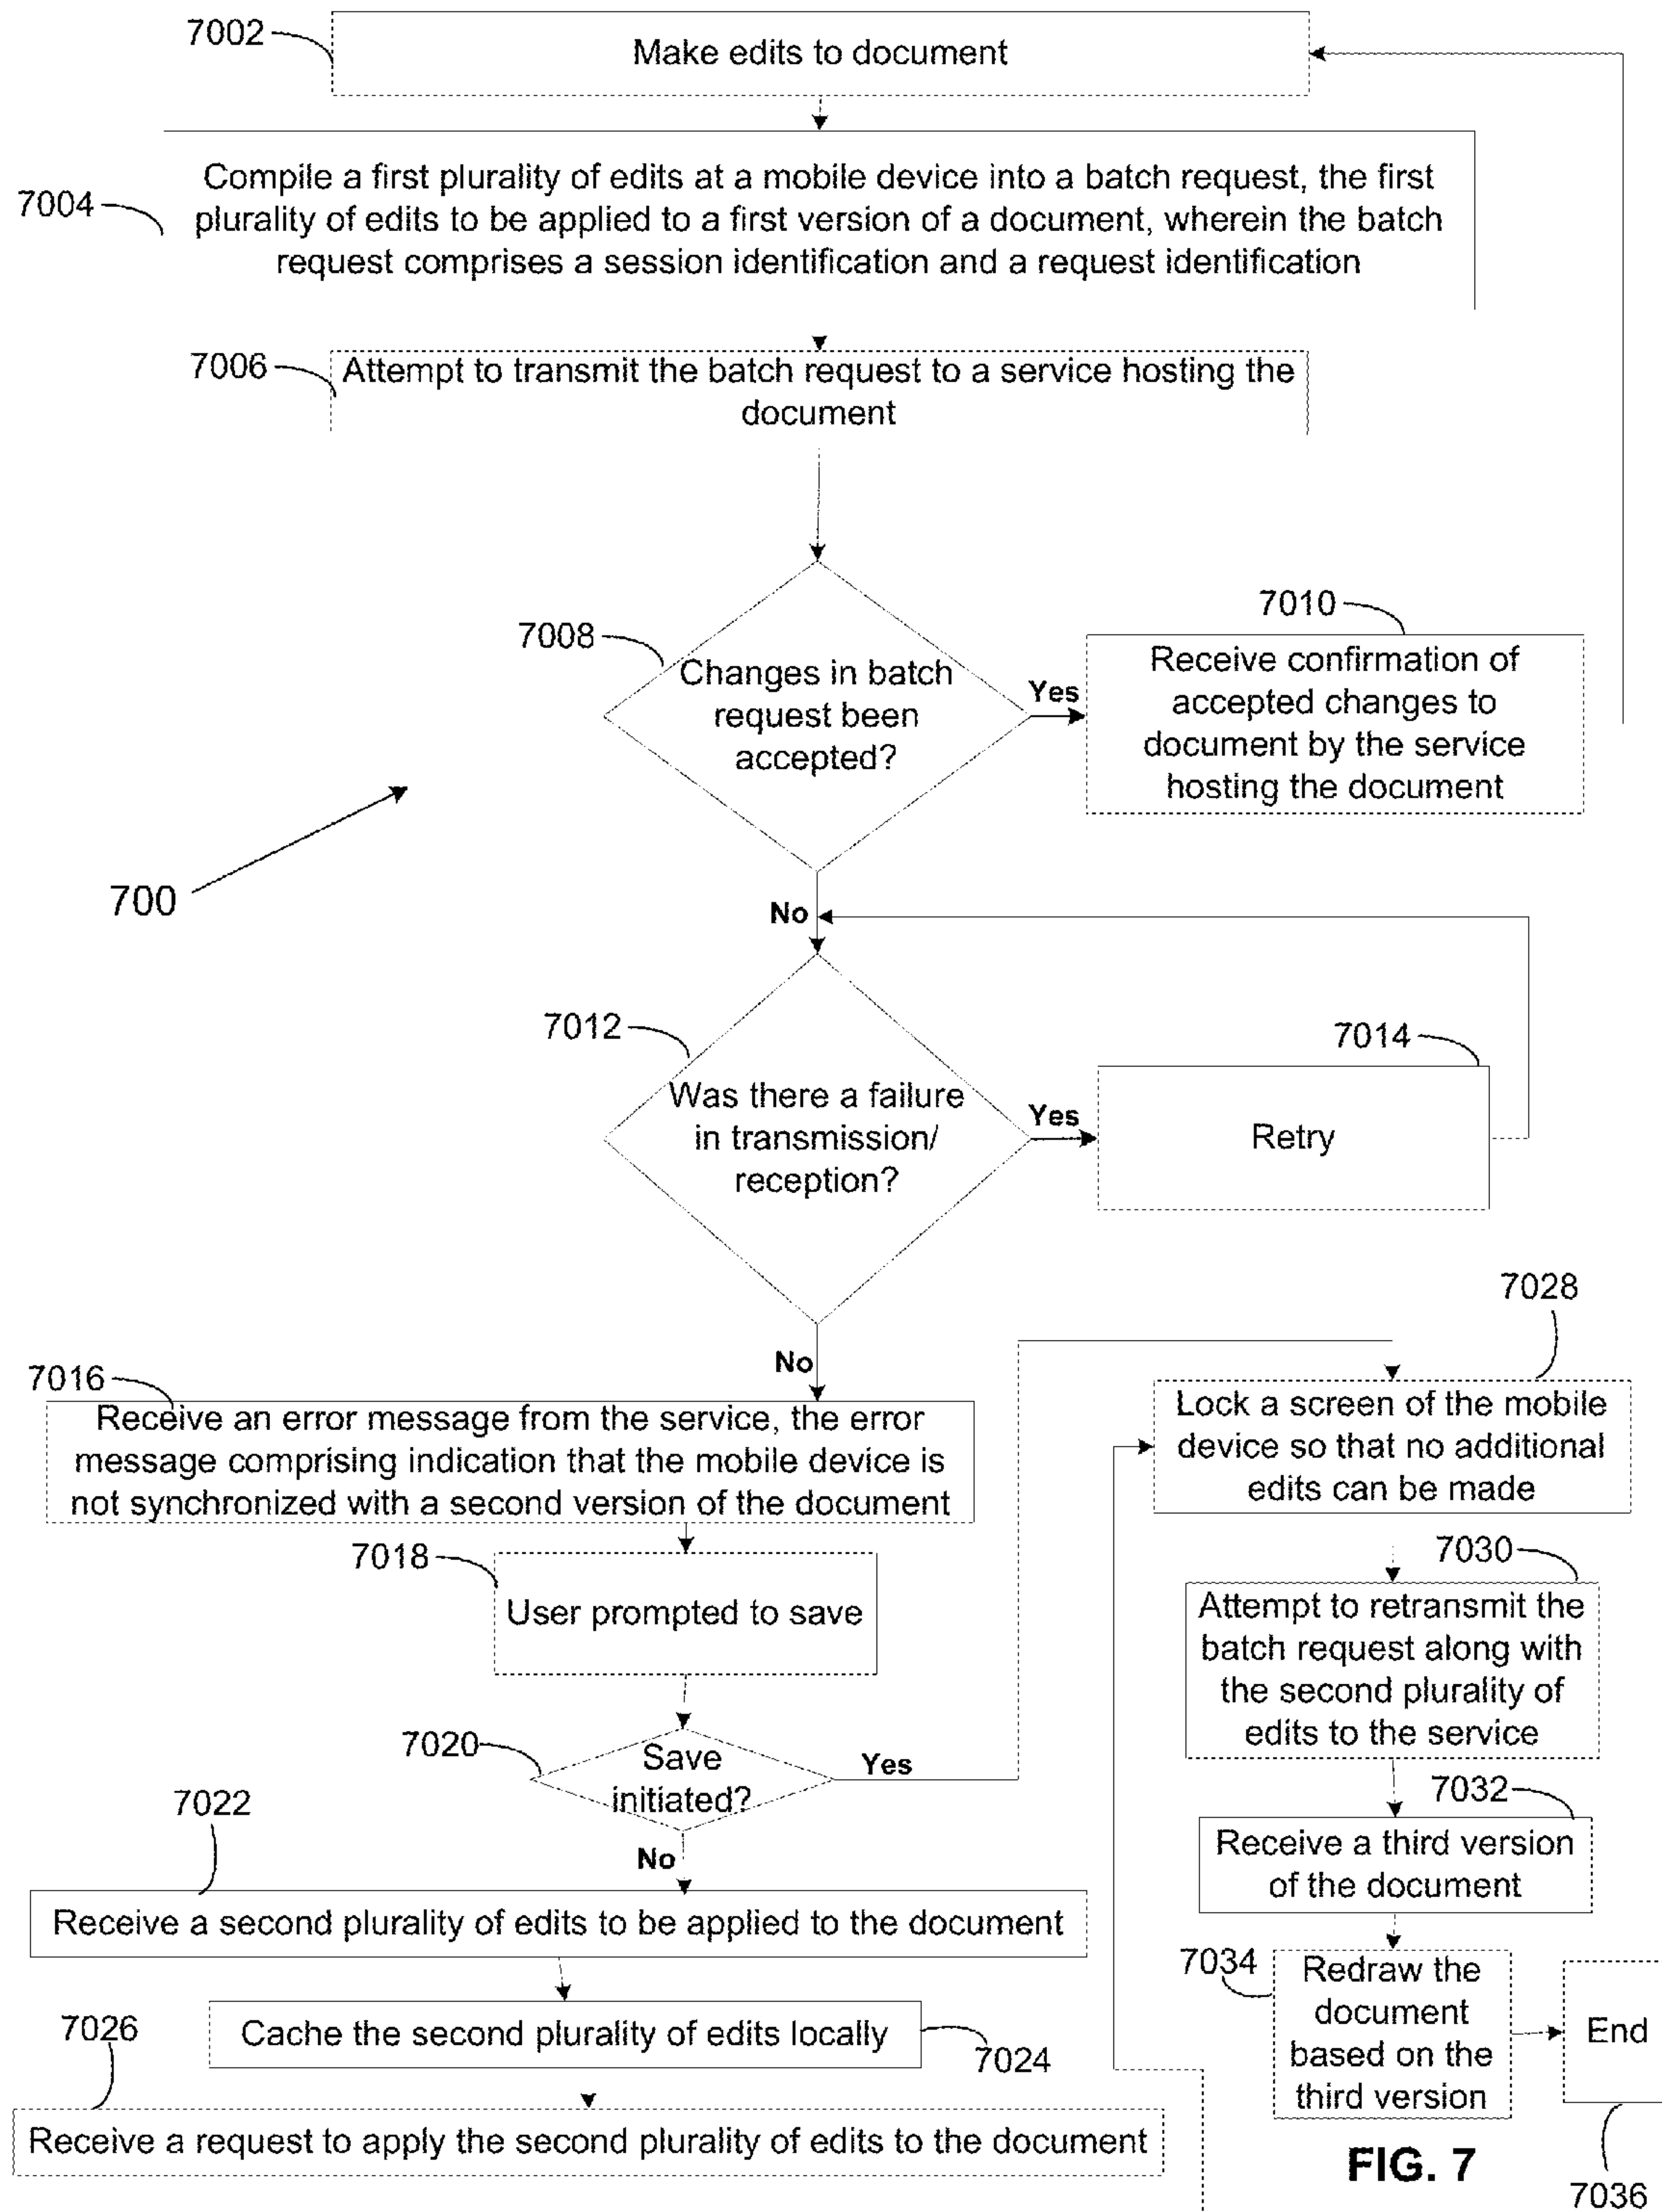 7002
Make edits to document
7004
Compile a first plurality of edits at a mobile device into a batch request, the first
plurality of edits to be applied to a first version of a document, wherein the batch
request comprises a session identification and a request identification
7006
Attempt to transmit the batch request to a service hosting the
document
7008
Changes in batch
request been
accepted?
Yes
7010
Receive confirmation of
accepted changes to
document by the service
hosting the document
700
No
7012
Was there a failure
in transmission/
reception?
Yes
7014
Retry
No
7016
Receive an error message from the service, the error
message comprising indication that the mobile device is
not synchronized with a second version of the document
7018
User prompted to save
7020
Save
initiated?
Yes
No
7022
Receive a second plurality of edits to be applied to the document
Cache the second plurality of edits locally
7024
7026
Receive a request to apply the second plurality of edits to the document
7028
Lock a screen of the mobile
device so that no additional
edits can be made
7030
Attempt to retransmit the
batch request along with
the second plurality of
edits to the service
7032
Receive a third version
of the document
7034
Redraw the
document
based on the
third version
End
7036
FIG. 7